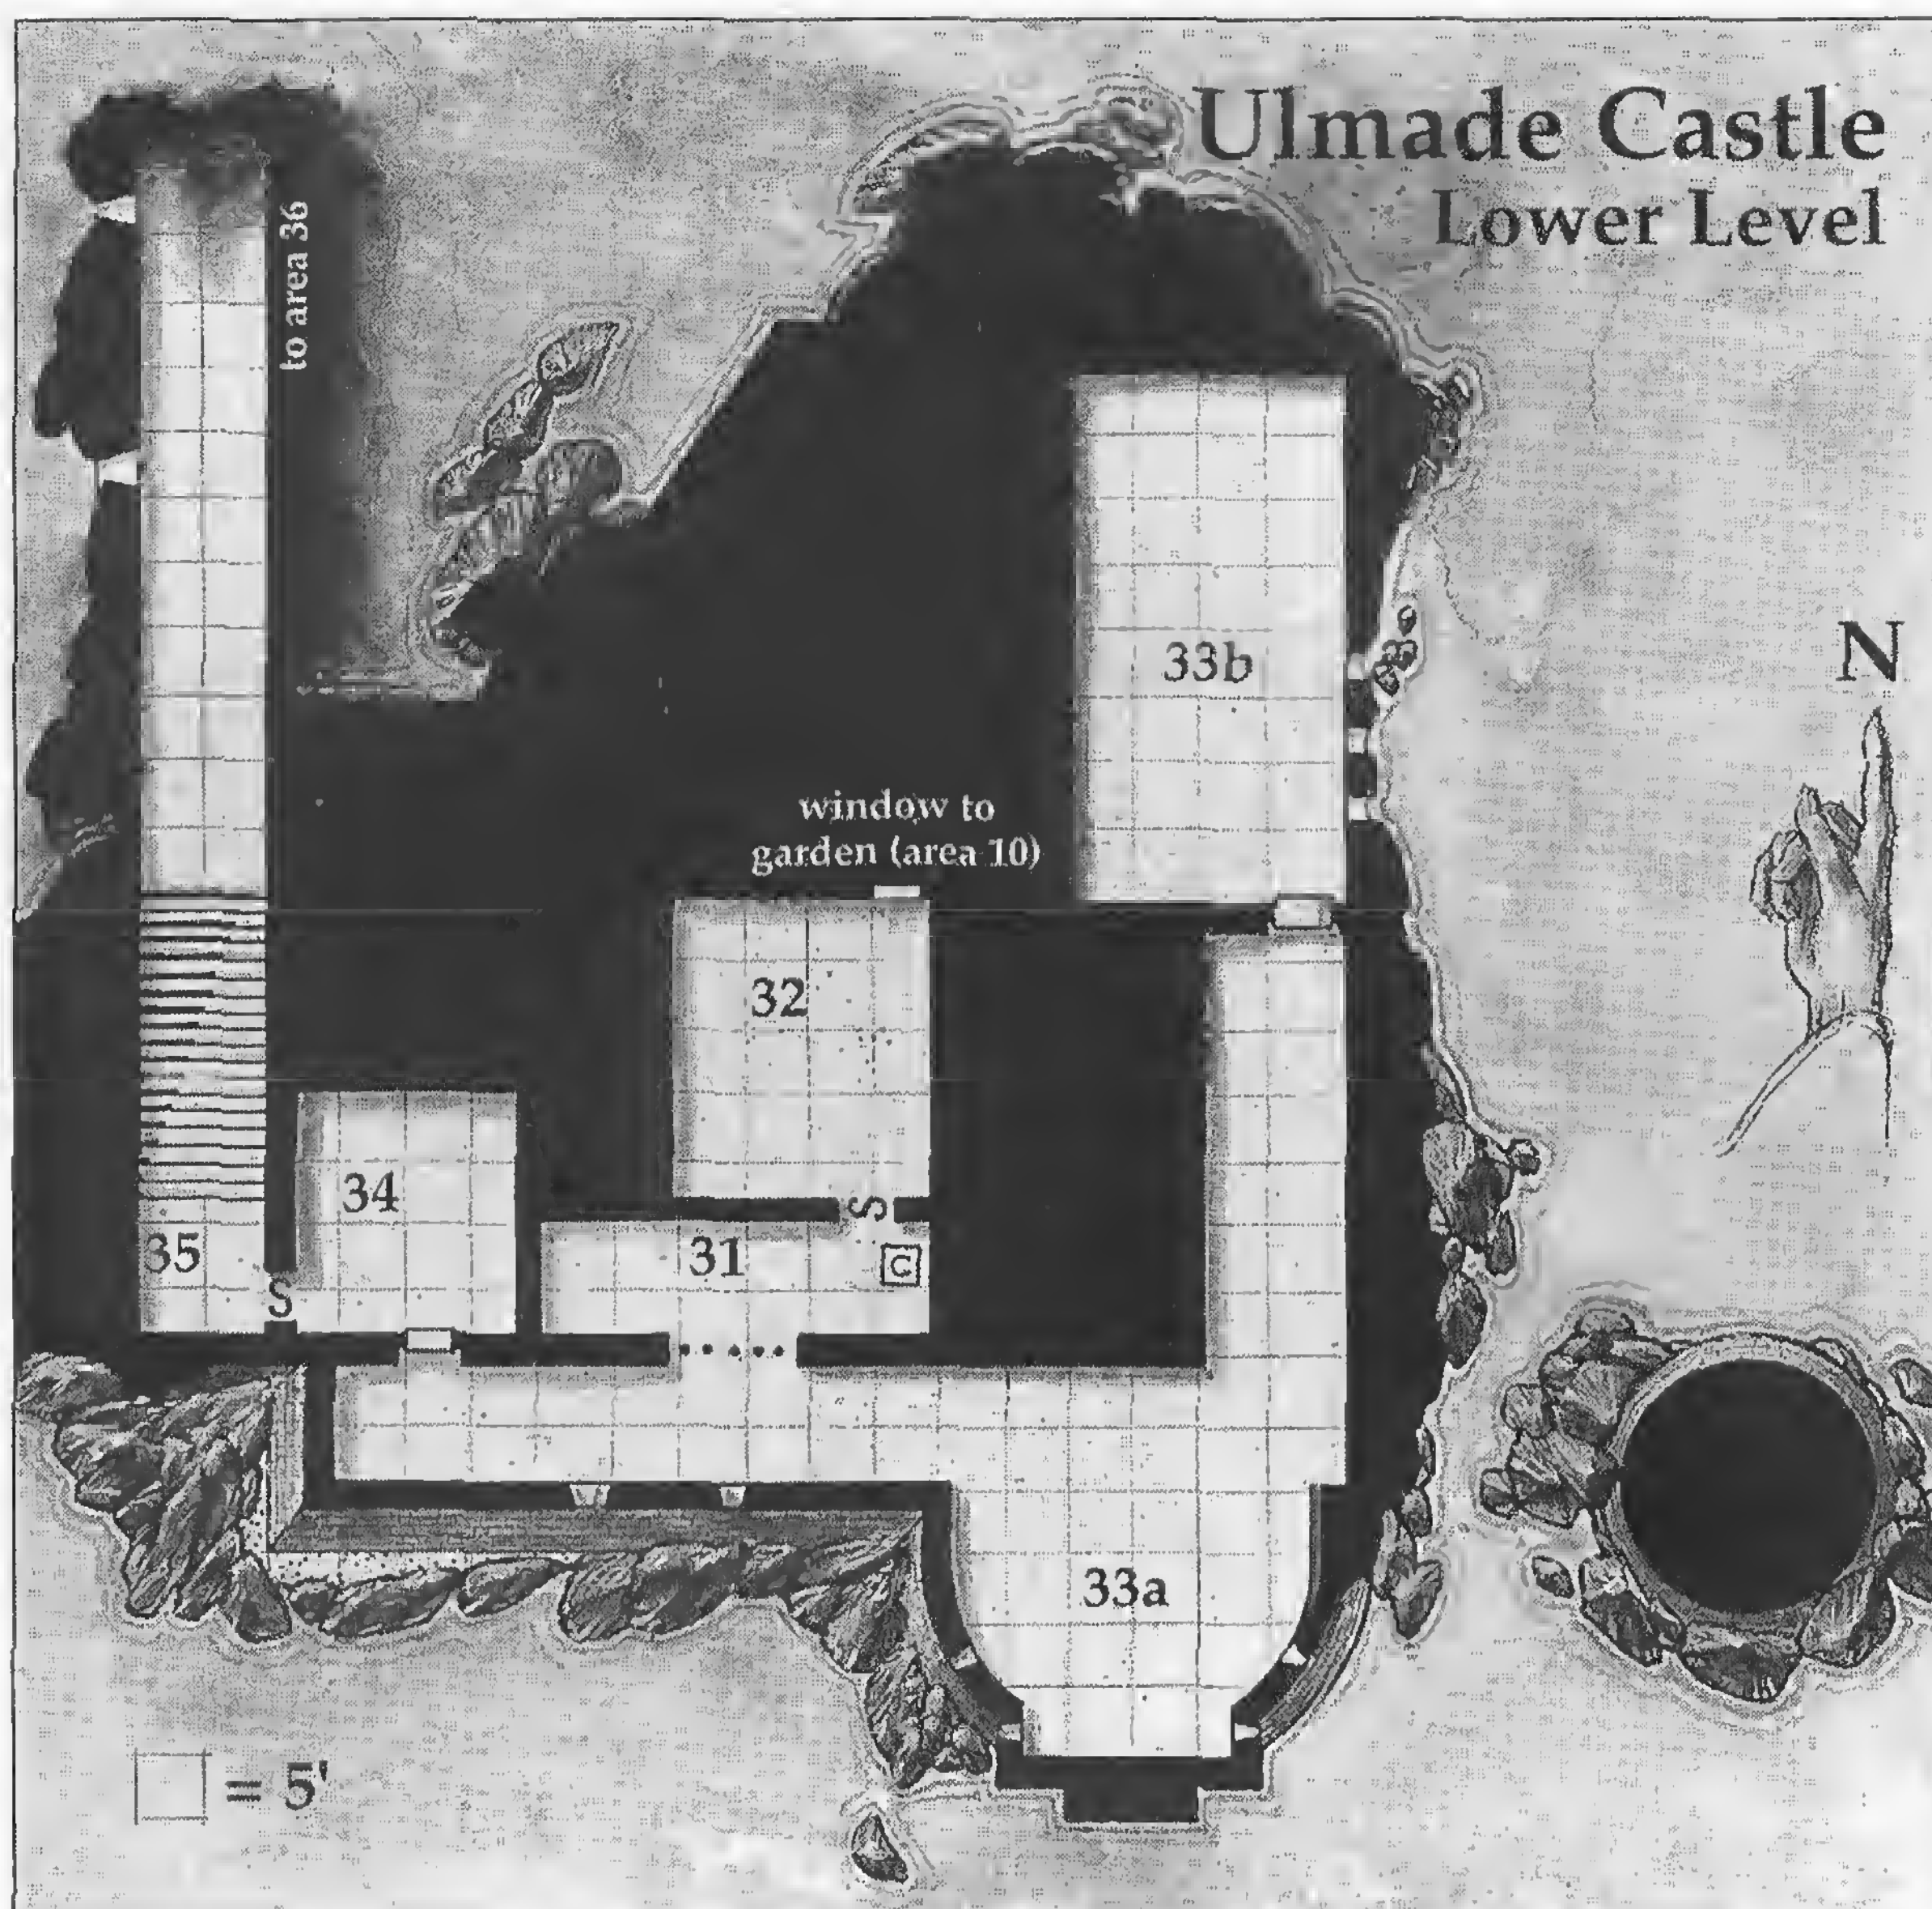 Ulmade Castle
Lower Level
to area 36
N
33b
window to
garden (area 10)
32
34
S
31
35
C
S
33a
= 5'